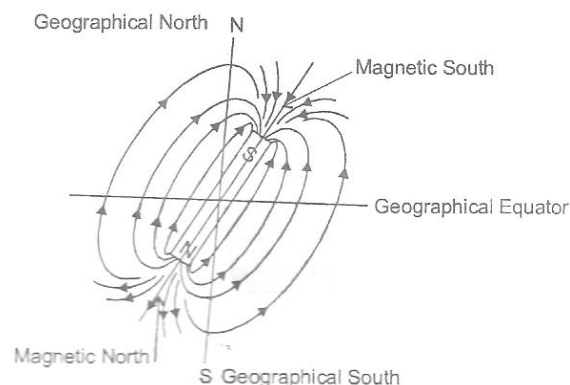 Geographical North N
Magnetic South
S
Geographical Equator
N
Magnetic North
S Geographical South